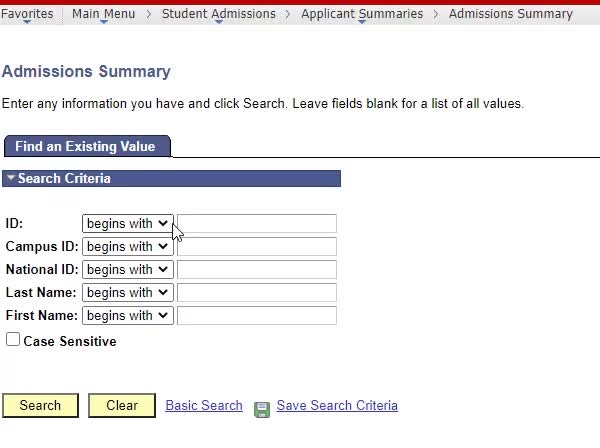 Favorites Main Menu > Student Admissions > Applicant Summaries > Admissions Summary
Admissions Summary
Enter any information you have and click Search. Leave fields blank for a list of all values.
Find an Existing Value
Search Criteria
ID: begins with
Campus ID: begins with
National ID: begins with
Last Name: begins with
First Name: begins with
Case Sensitive
Search Clear Basic Search Save Search Criteria